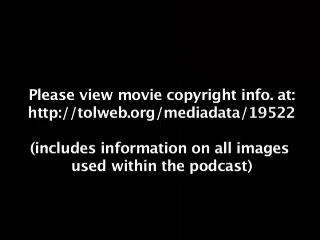 Please view movie copyright info. at:
http://tolweb.org/mediadata/19522
(includes information on all images
used within the podcast)